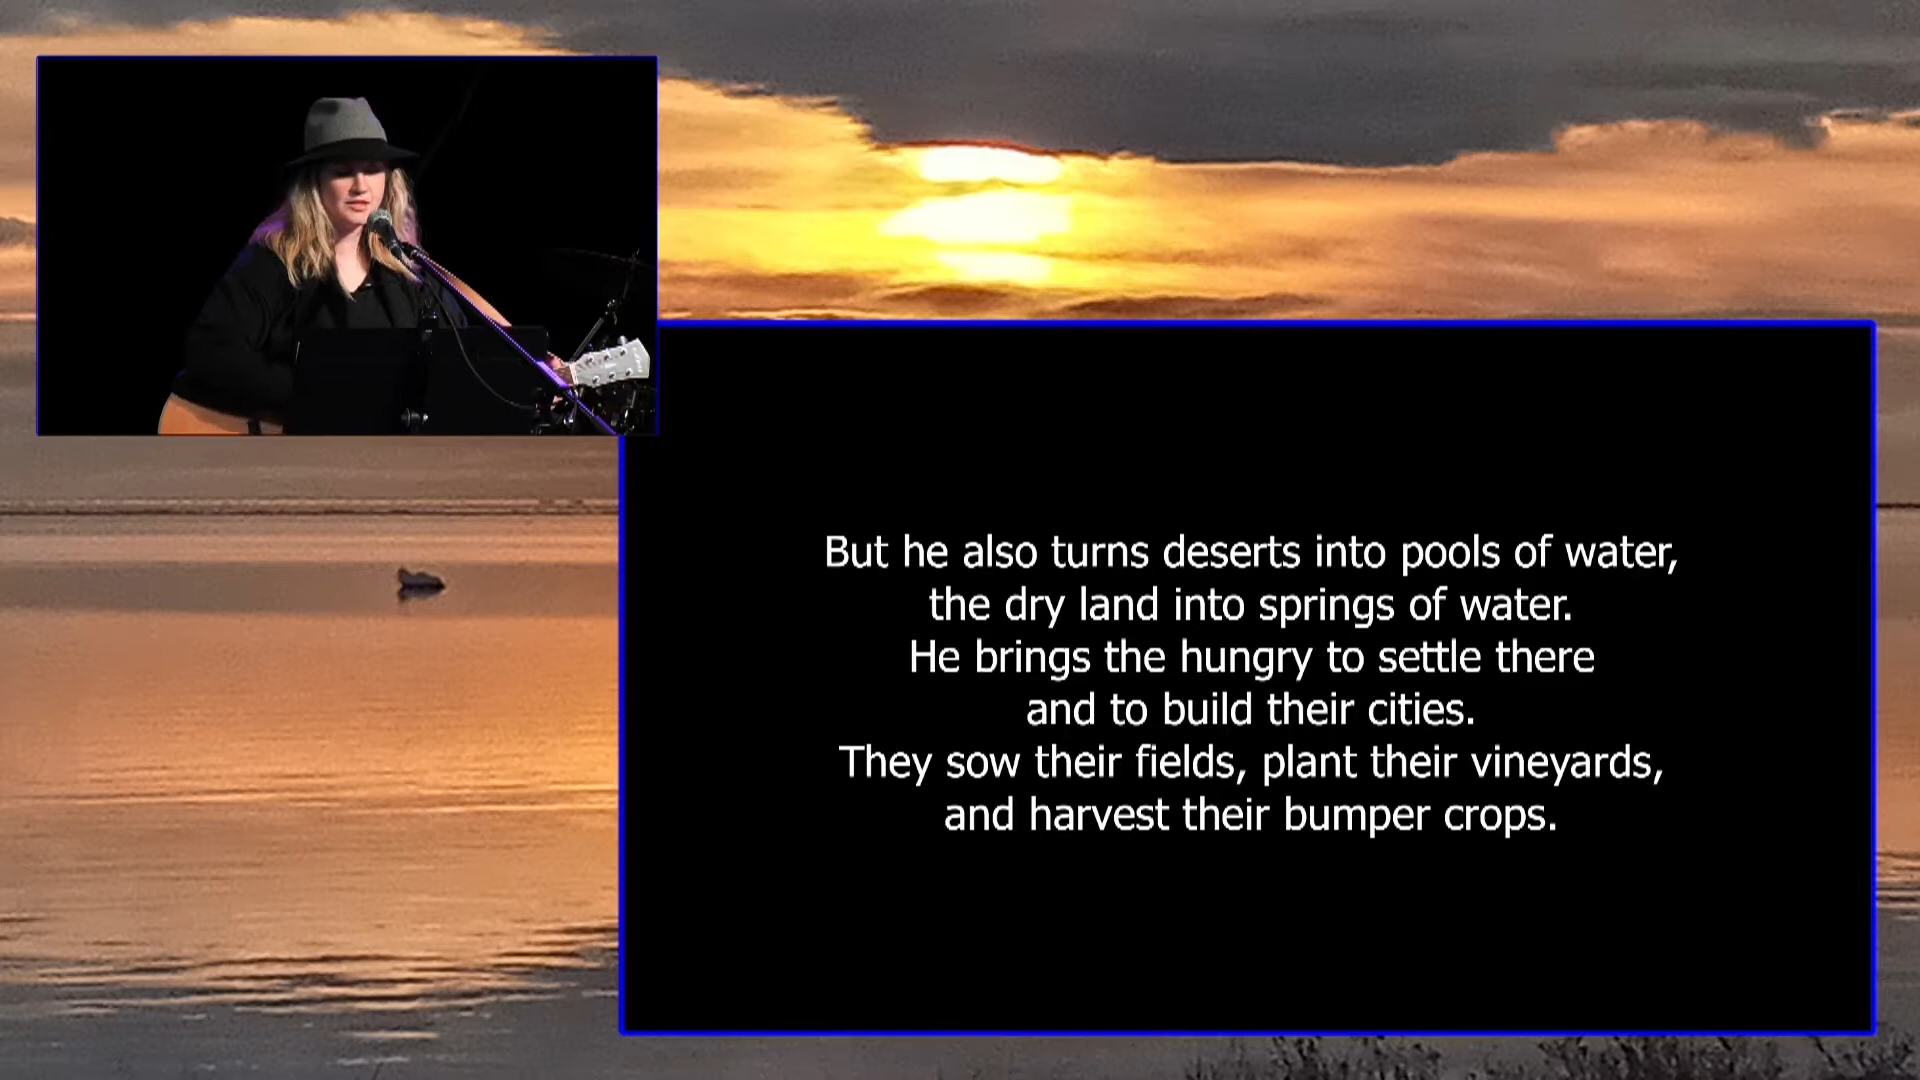 But he also turns deserts into pools of water,
the dry land into springs of water.
He brings the hungry to settle there
and to build their cities.
They sow their fields, plant their vineyards,
and harvest their bumper crops.